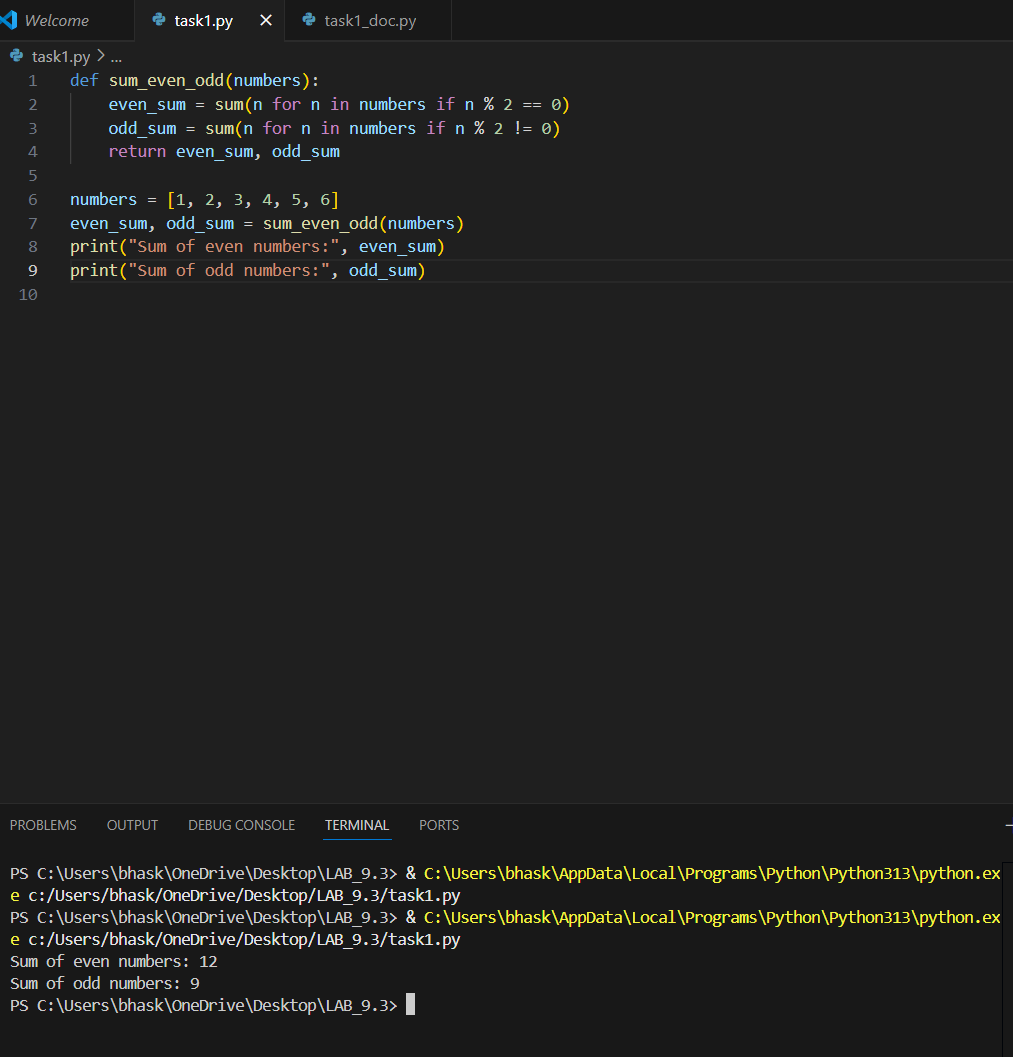 Welcome
task1.py
task1_doc.py
task1.py > ...
1 def sum_even_odd(numbers):
2     even_sum = sum(n for n in numbers if n % 2 == 0)
3     odd_sum = sum(n for n in numbers if n % 2 != 0)
4     return even_sum, odd_sum
5
6 numbers = [1, 2, 3, 4, 5, 6]
7 even_sum, odd_sum = sum_even_odd(numbers)
8 print("Sum of even numbers:", even_sum)
9 print("Sum of odd numbers:", odd_sum)
10
PROBLEMS OUTPUT DEBUG CONSOLE TERMINAL PORTS
PS C:\Users\bhask\OneDrive\Desktop\LAB_9.3> & C:\Users\bhask\AppData\Local\Programs\Python\Python313\python.ex
e c:/Users/bhask/OneDrive/Desktop/LAB_9.3/task1.py
PS C:\Users\bhask\OneDrive\Desktop\LAB_9.3> & C:\Users\bhask\AppData\Local\Programs\Python\Python313\python.ex
e c:/Users/bhask/OneDrive/Desktop/LAB_9.3/task1.py
Sum of even numbers: 12
Sum of odd numbers: 9
PS C:\Users\bhask\OneDrive\Desktop\LAB_9.3>